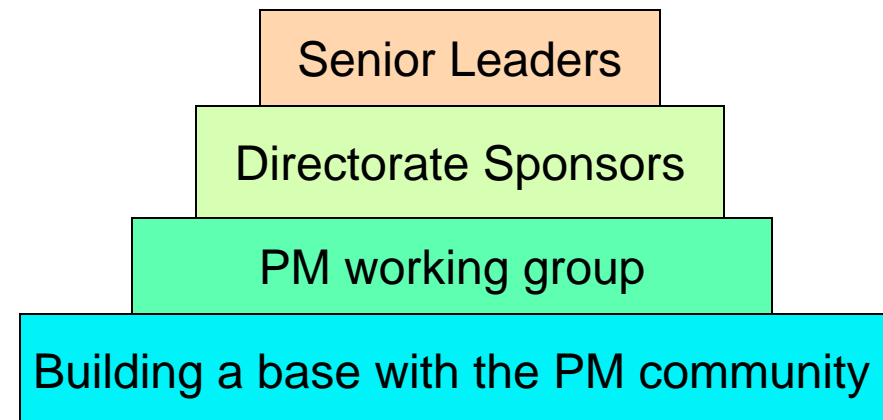 Senior Leaders
Directorate Sponsors
PM working group
Building a base with the PM community